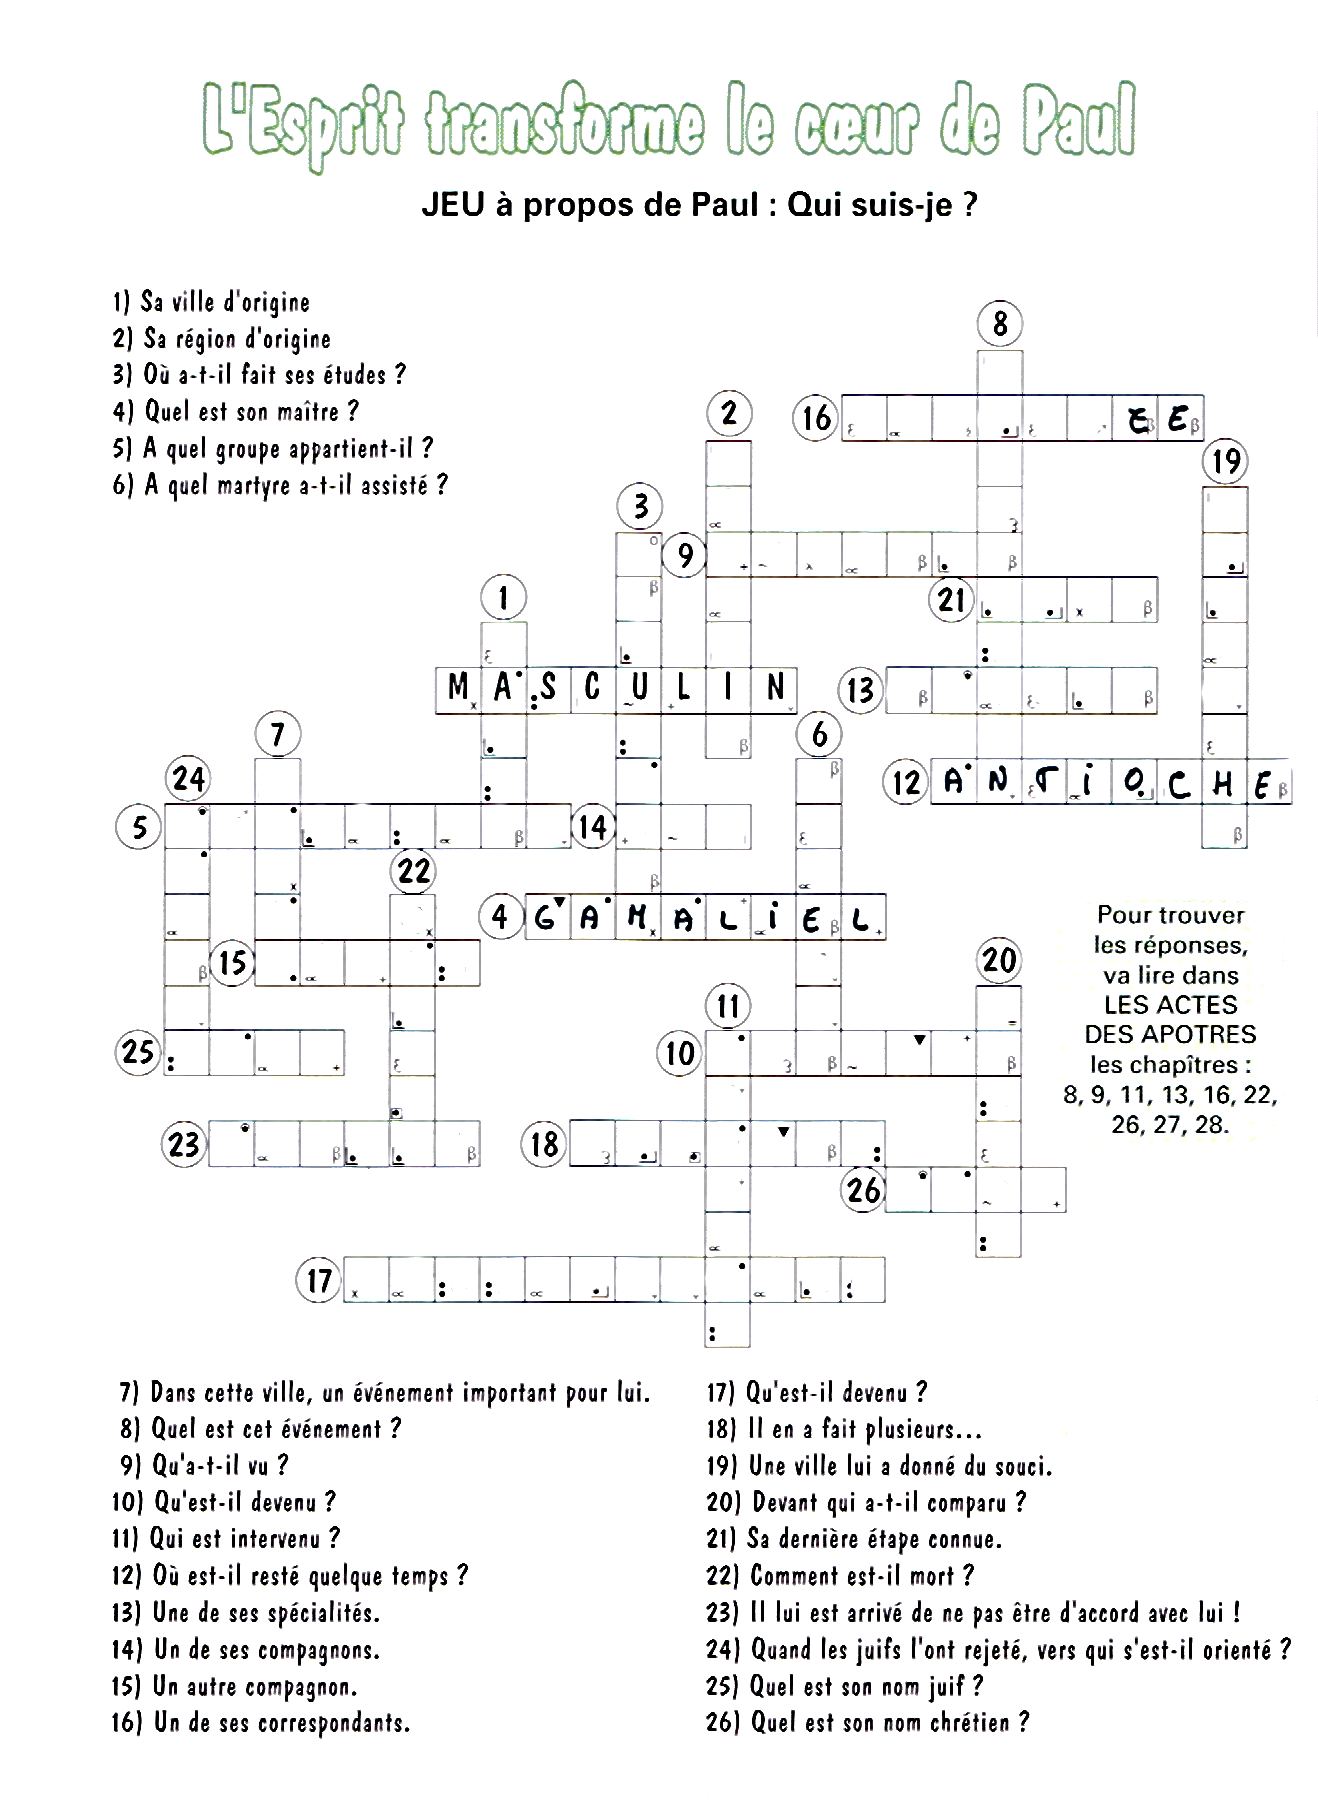 L'Esprit transforme le cœur de Paul
JEU à propos de Paul : Qui suis-je ?
1) Sa ville d'origine
2) Sa région d'origine
3) Où a-t-il fait ses études ?
4) Quel est son maître ?
5) A quel groupe appartient-il ?
6) A quel martyre a-t-il assisté ?
8
2
16 E E
19
3
9
1
21
M A S C U L I N
13
7
6
24
12 A N T i O C H E
5
14
22
4 G A M A L i E L
15
20
11
25
10
23
18
26
17
Pour trouver
les réponses,
va lire dans
LES ACTES
DES APOTRES
les chapîtres :
8, 9, 11, 13, 16, 22,
26, 27, 28.
7) Dans cette ville, un événement important pour lui.
8) Quel est cet événement ?
9) Qu'a-t-il vu ?
10) Qu'est-il devenu ?
11) Qui est intervenu ?
12) Où est-il resté quelque temps ?
13) Une de ses spécialités.
14) Un de ses compagnons.
15) Un autre compagnon.
16) Un de ses correspondants.
17) Qu'est-il devenu ?
18) Il en a fait plusieurs...
19) Une ville lui a donné du souci.
20) Devant qui a-t-il comparu ?
21) Sa dernière étape connue.
22) Comment est-il mort ?
23) Il lui est arrivé de ne pas être d'accord avec lui !
24) Quand les juifs l'ont rejeté, vers qui s'est-il orienté ?
25) Quel est son nom juif ?
26) Quel est son nom chrétien ?